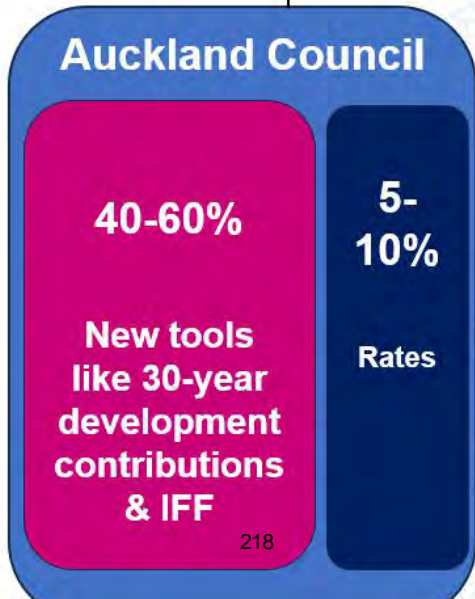 Auckland Council
40-60%
New tools
like 30-year
development
contributions
& IFF
218
5-
10%
Rates